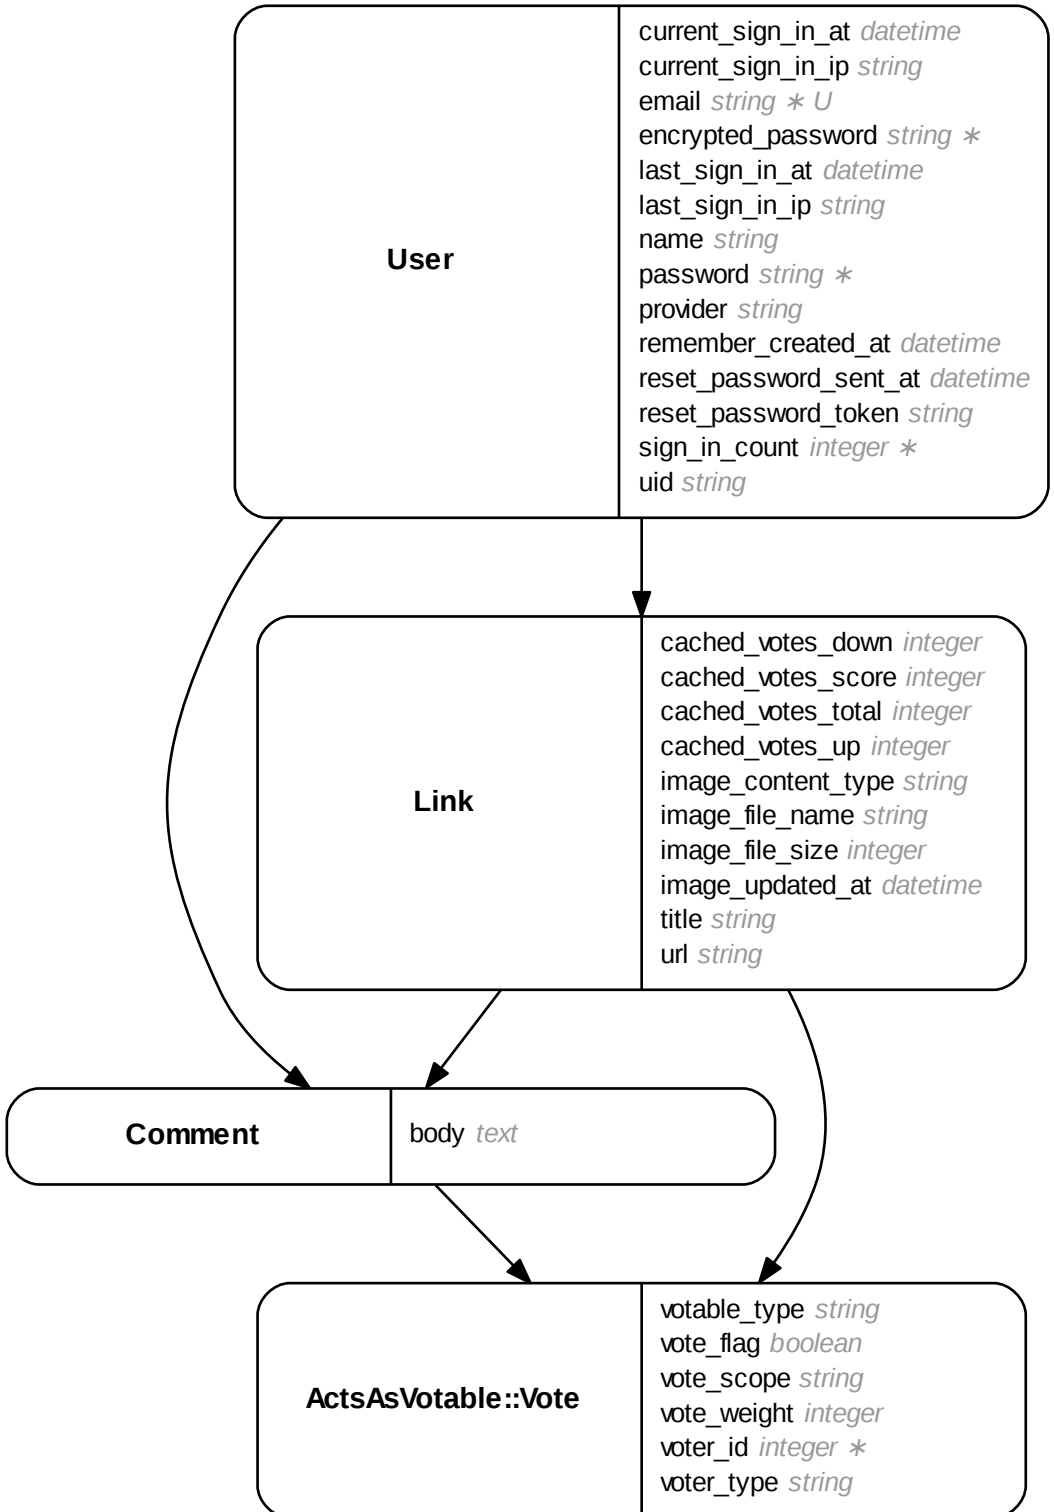 User
current_sign_in_at datetime
current_sign_in_ip string
email string ∗ U
encrypted_password string ∗
last_sign_in_at datetime
last_sign_in_ip string
name string
password string ∗
provider string
remember_created_at datetime
reset_password_sent_at datetime
reset_password_token string
sign_in_count integer ∗
uid string
Link
cached_votes_down integer
cached_votes_score integer
cached_votes_total integer
cached_votes_up integer
image_content_type string
image_file_name string
image_file_size integer
image_updated_at datetime
title string
url string
Comment
body text
ActsAsVotable::Vote
votable_type string
vote_flag boolean
vote_scope string
vote_weight integer
voter_id integer ∗
voter_type string